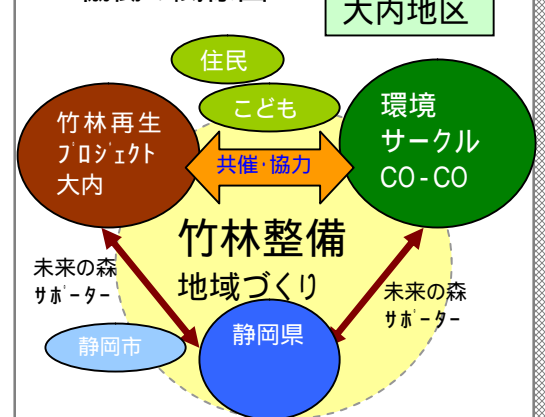 大内地区
住民
こども
竹林再生
ﾌﾟﾛｼﾞｪｸﾄ
大内
環境
サークル
CO-CO
共催・協力
竹林整備
地域づくり
未来の森
ｻﾎﾟｰﾀｰ
未来の森
ｻﾎﾟｰﾀｰ
静岡市
静岡県